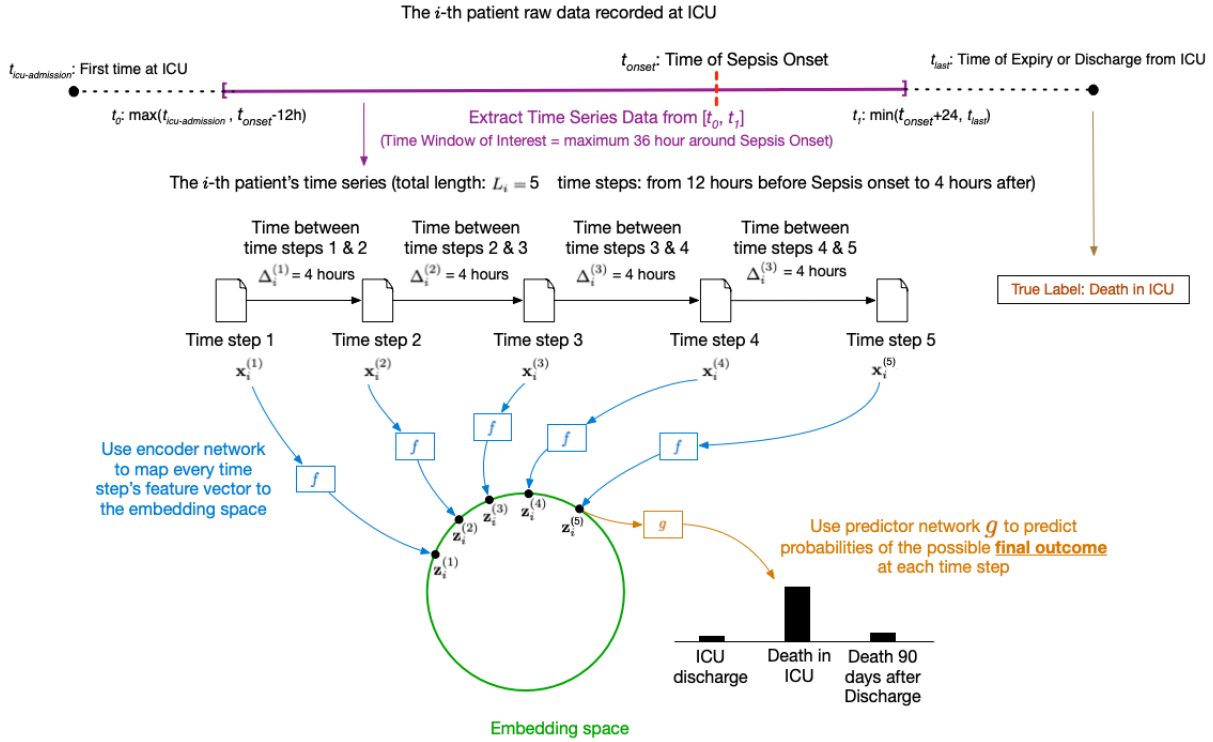 The i-th patient raw data recorded at ICU
t_onset: Time of Sepsis Onset
t_last: Time of Expiry or Discharge from ICU
t_icu-admission: First time at ICU
t_0: max(t_icu-admission , t_onset-12h)
Extract Time Series Data from [t_0, t_1]
t_1: min(t_onset+24, t_last)
(Time Window of Interest = maximum 36 hour around Sepsis Onset)
The i-th patient's time series (total length: L_i = 5 time steps: from 12 hours before Sepsis onset to 4 hours after)
Time between
time steps 1 & 2
Δ_i^(1) = 4 hours
Time between
time steps 2 & 3
Δ_i^(2) = 4 hours
Time between
time steps 3 & 4
Δ_i^(3) = 4 hours
Time between
time steps 4 & 5
Δ_i^(3) = 4 hours
True Label: Death in ICU
Time step 1
Time step 2
Time step 3
Time step 4
Time step 5
x_i^(1)
x_i^(2)
x_i^(3)
x_i^(4)
x_i^(5)
Use encoder network
to map every time
step's feature vector to
the embedding space
f
f
f
f
f
z_i^(1)
z_i^(2)
z_i^(3)
z_i^(4)
z_i^(5)
g
Use predictor network g to predict
probabilities of the possible final outcome
at each time step
ICU
discharge
Death in
ICU
Death 90
days after
Discharge
Embedding space